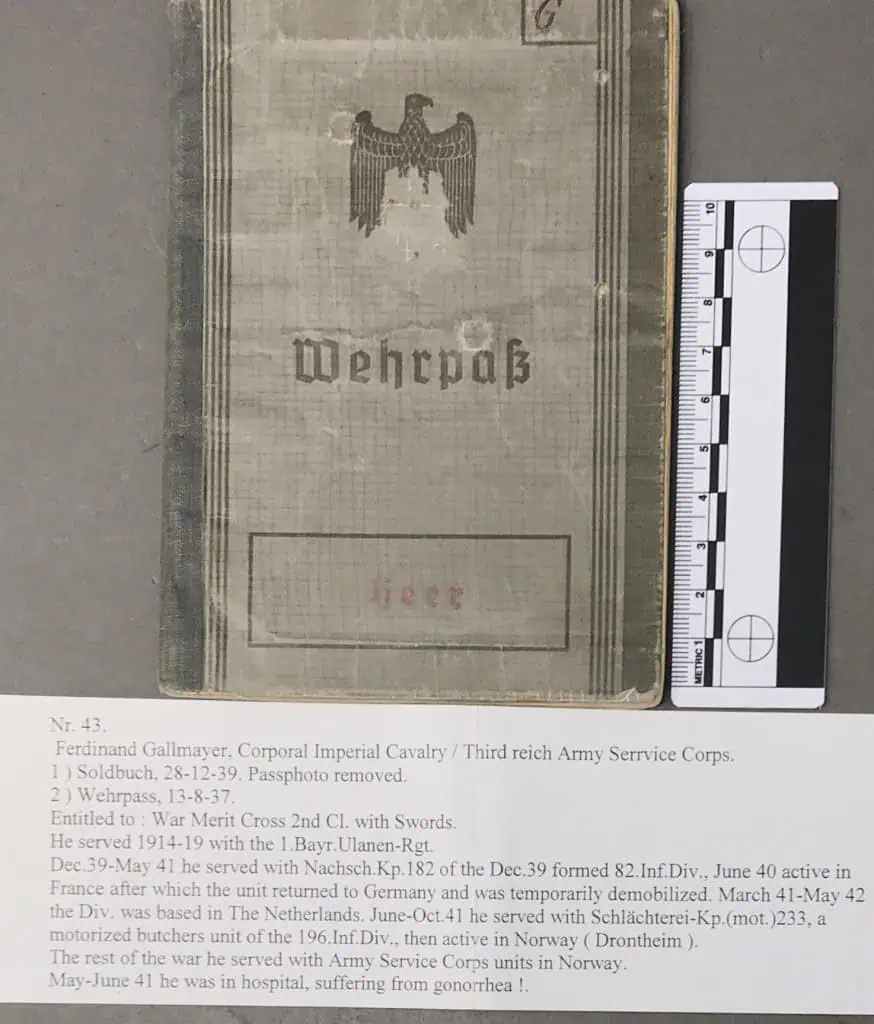 G
Wehrpaß
Heer
10
9
8
7
6
5
4
3
2
METRIC 1
Nr. 43.
Ferdinand Gallmayer, Corporal Imperial Cavalry / Third reich Army Serrvice Corps.
1 ) Soldbuch, 28-12-39. Passphoto removed.
2 ) Wehrpass, 13-8-37.
Entitled to : War Merit Cross 2nd Cl. with Swords.
He served 1914-19 with the 1.Bayr.Ulanen-Rgt.
Dec.39-May 41 he served with Nachsch.Kp.182 of the Dec.39 formed 82.Inf.Div., June 40 active in
France after which the unit returned to Germany and was temporarily demobilized. March 41-May 42
the Div. was based in The Netherlands. June-Oct.41 he served with Schlächterei-Kp.(mot.)233, a
motorized butchers unit of the 196.Inf.Div., then active in Norway ( Drontheim ).
The rest of the war he served with Army Service Corps units in Norway.
May-June 41 he was in hospital, suffering from gonorrhea !.